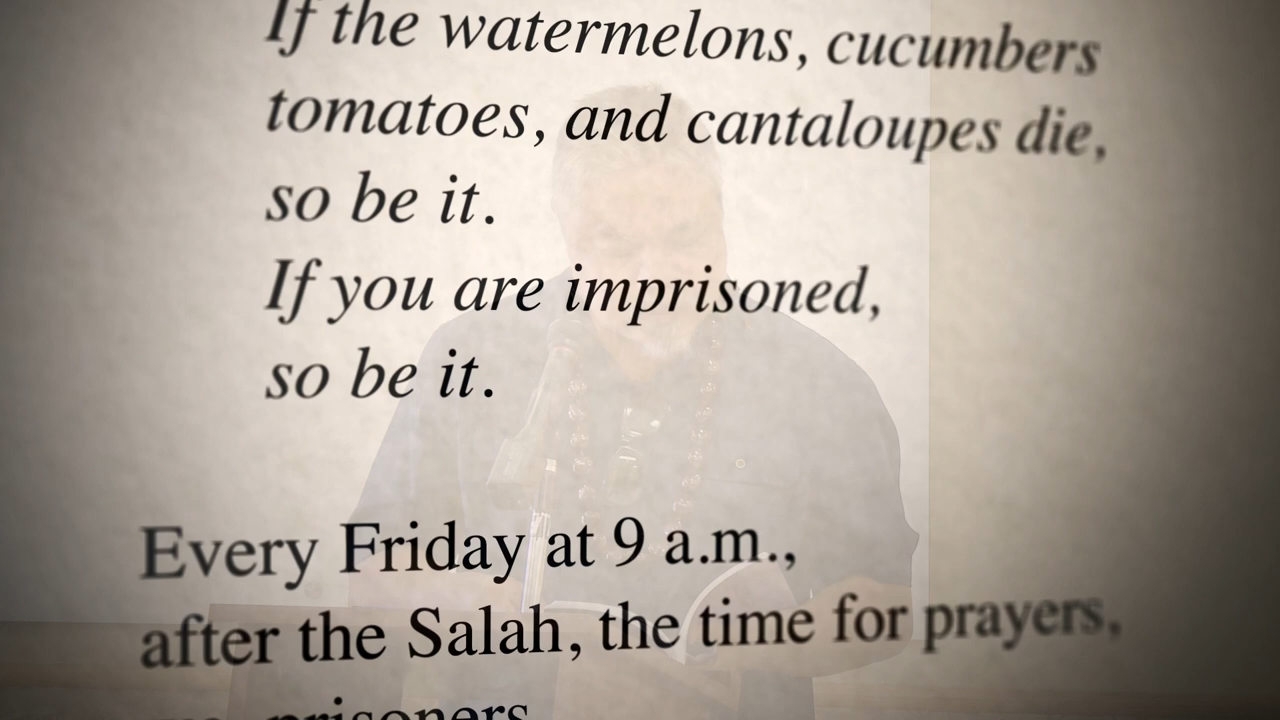 If the watermelons, cucumbers
tomatoes, and cantaloupes die,
so be it.
If you are imprisoned,
so be it.
Every Friday at 9 a.m.,
after the Salah, the time for prayers,
prisoners